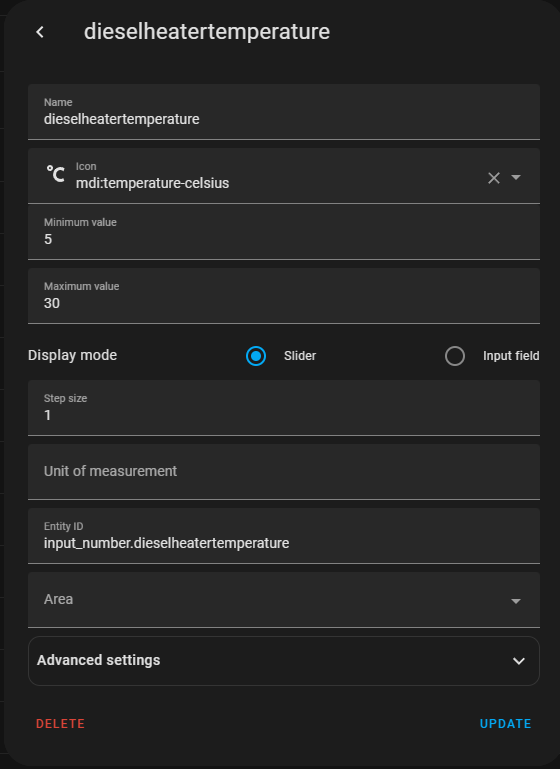 dieselheatertemperature
Name
dieselheatertemperature
Icon
°C
mdi:temperature-celsius
Minimum value
5
Maximum value
30
Display mode
Slider
Input field
Step size
1
Unit of measurement
Entity ID
input_number.dieselheatertemperature
Area
Advanced settings
DELETE
UPDATE